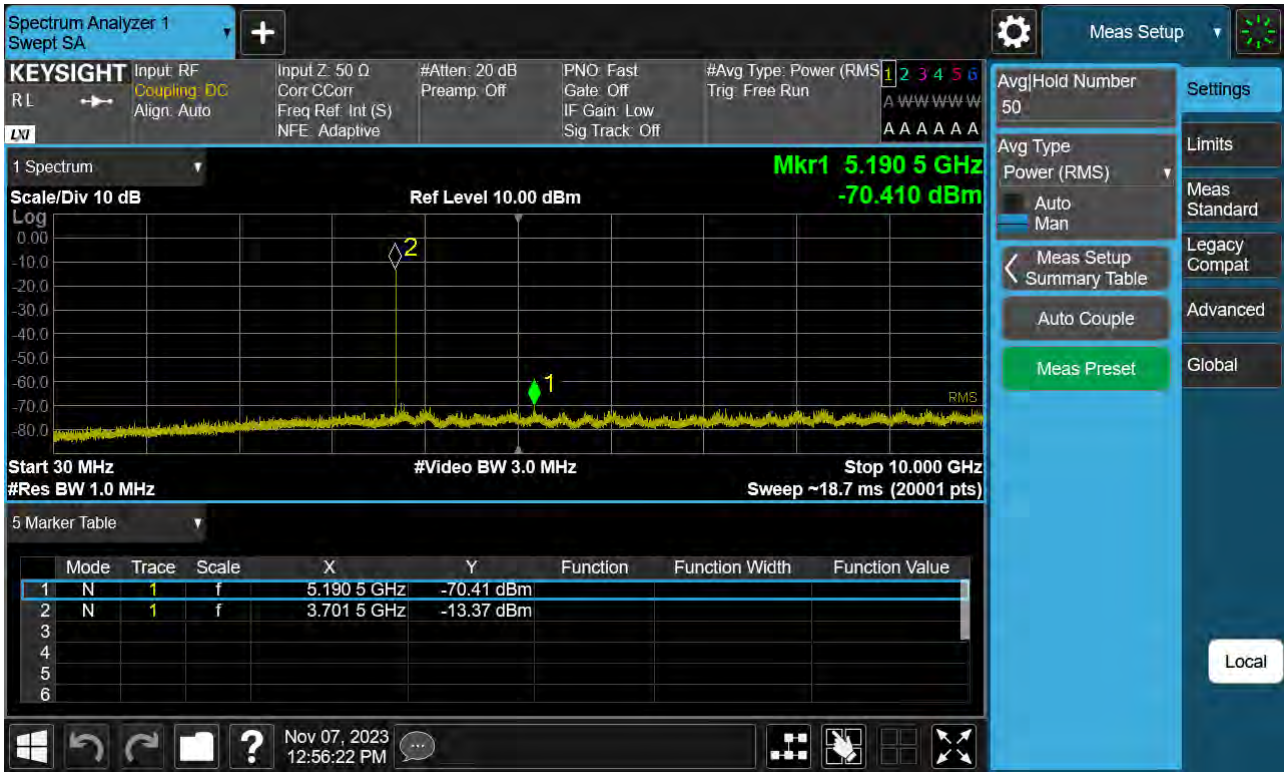 Spectrum Analyzer 1
Swept SA
+
Meas Setup
KEYSIGHT
RL
LXI
Input: RF
Coupling: DC
Align: Auto
Input Z: 50 Ω
Corr CCorr
Freq Ref: Int (S)
NFE: Adaptive
#Atten: 20 dB
Preamp: Off
PNO: Fast
Gate: Off
IF Gain: Low
Sig Track: Off
#Avg Type: Power (RMS
Trig: Free Run
1 2 3 4 5 6
A W W W W W
A A A A A A
1 Spectrum
Mkr1 5.190 5 GHz
Scale/Div 10 dB
Ref Level 10.00 dBm
-70.410 dBm
Log
0.00
-10.0
-20.0
-30.0
-40.0
-50.0
-60.0
-70.0
-80.0
2
1
RMS
Start 30 MHz
#Video BW 3.0 MHz
Stop 10.000 GHz
#Res BW 1.0 MHz
Sweep ~18.7 ms (20001 pts)
5 Marker Table
Mode Trace Scale X Y Function Function Width Function Value
1 N 1 f 5.190 5 GHz -70.41 dBm
2 N 1 f 3.701 5 GHz -13.37 dBm
3
4
5
6
Avg|Hold Number
50
Avg Type
Power (RMS)
Auto
Man
Meas Setup
Summary Table
Auto Couple
Meas Preset
Settings
Limits
Meas
Standard
Legacy
Compat
Advanced
Global
Local
?
Nov 07, 2023
12:56:22 PM